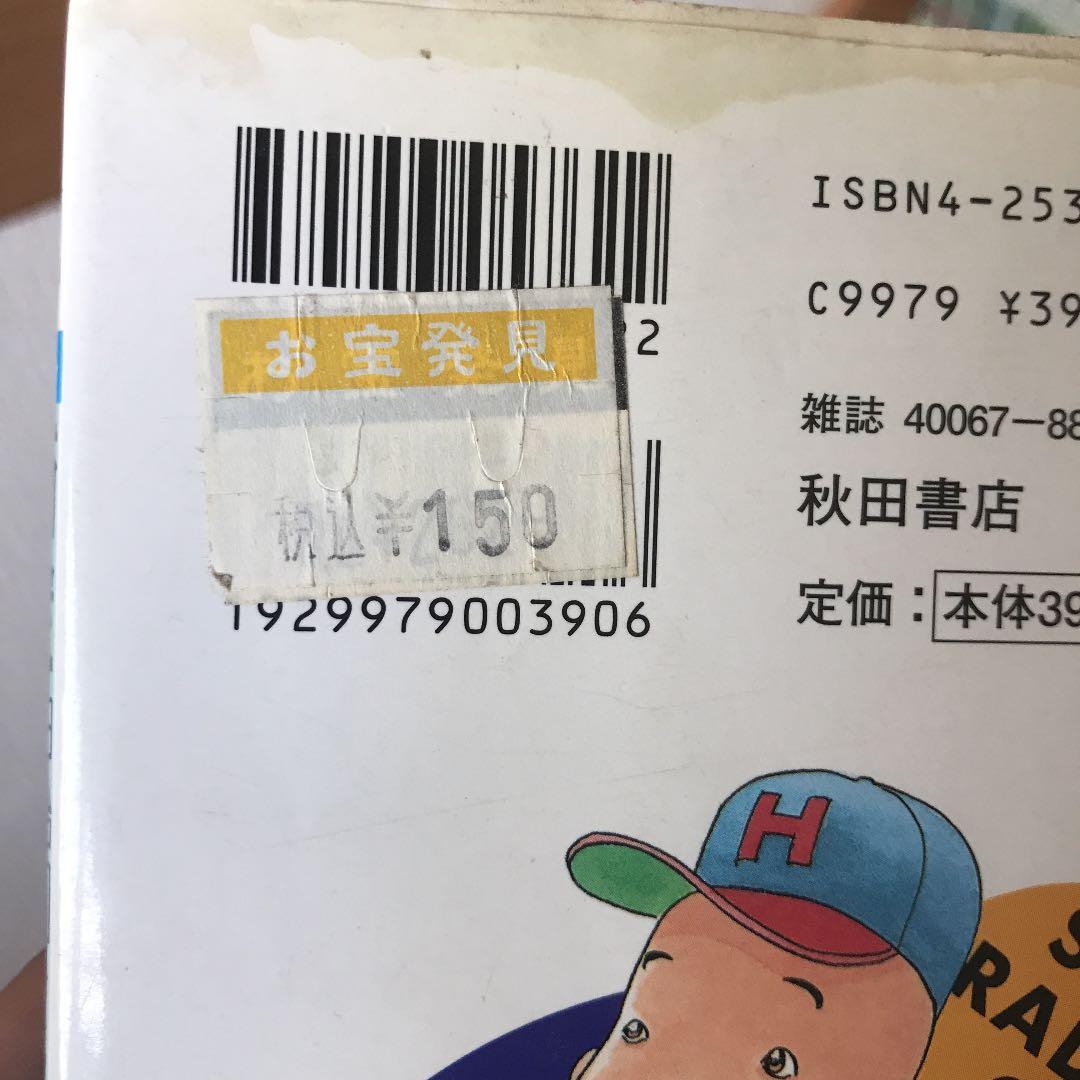 ISBN4-253
C9979 ¥39
2
お宝発見
雑誌 40067-88
秋田書店
税込¥150
定価:本体39
1929979003906
H
S
RAD